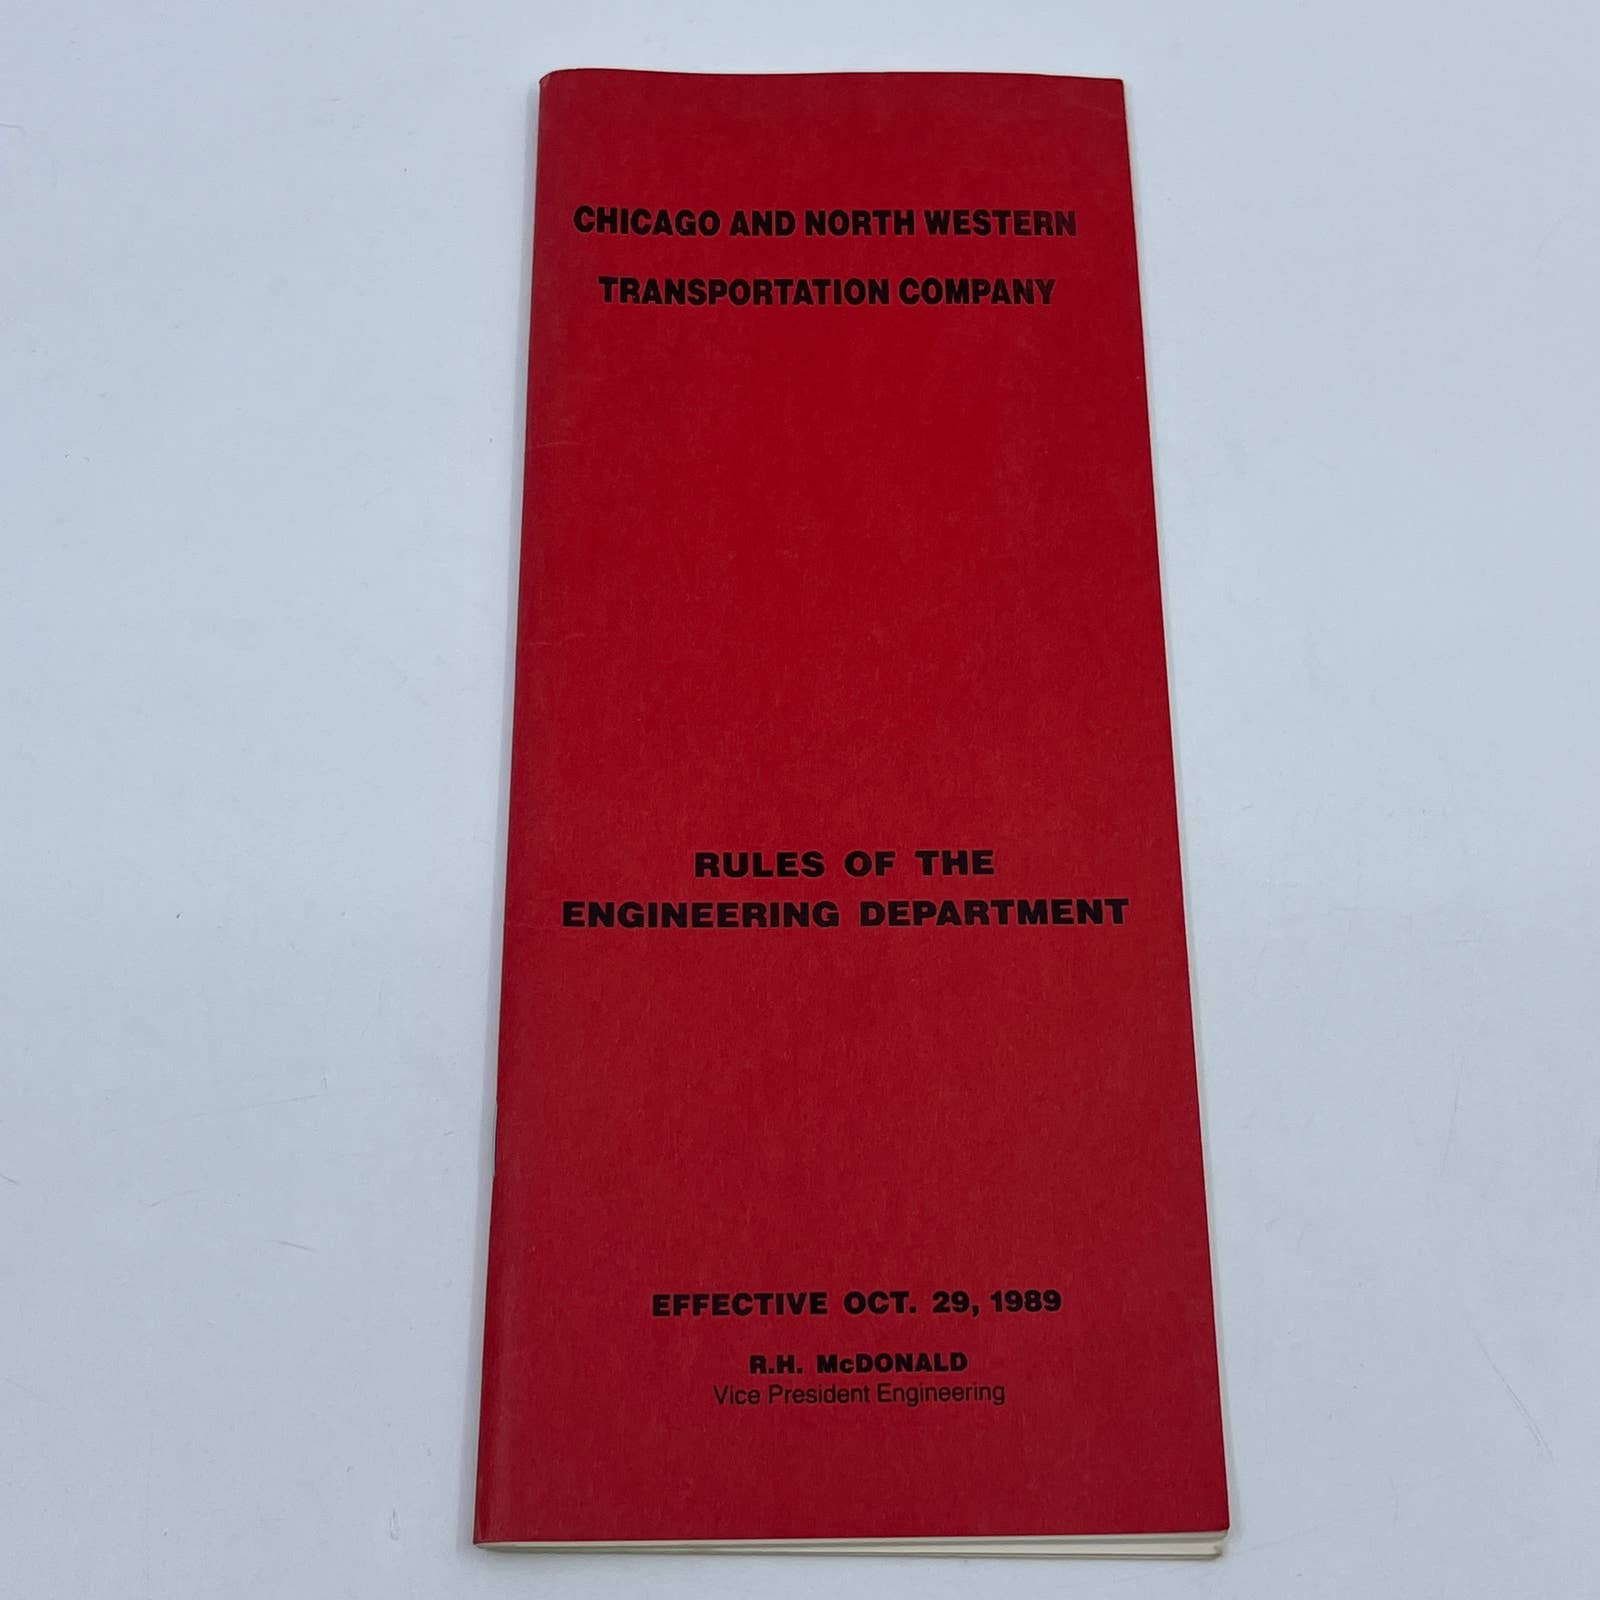 CHICAGO AND NORTH WESTERN
TRANSPORTATION COMPANY
RULES OF THE
ENGINEERING DEPARTMENT
EFFECTIVE OCT. 29, 1989
R.H. McDONALD
Vice President Engineering